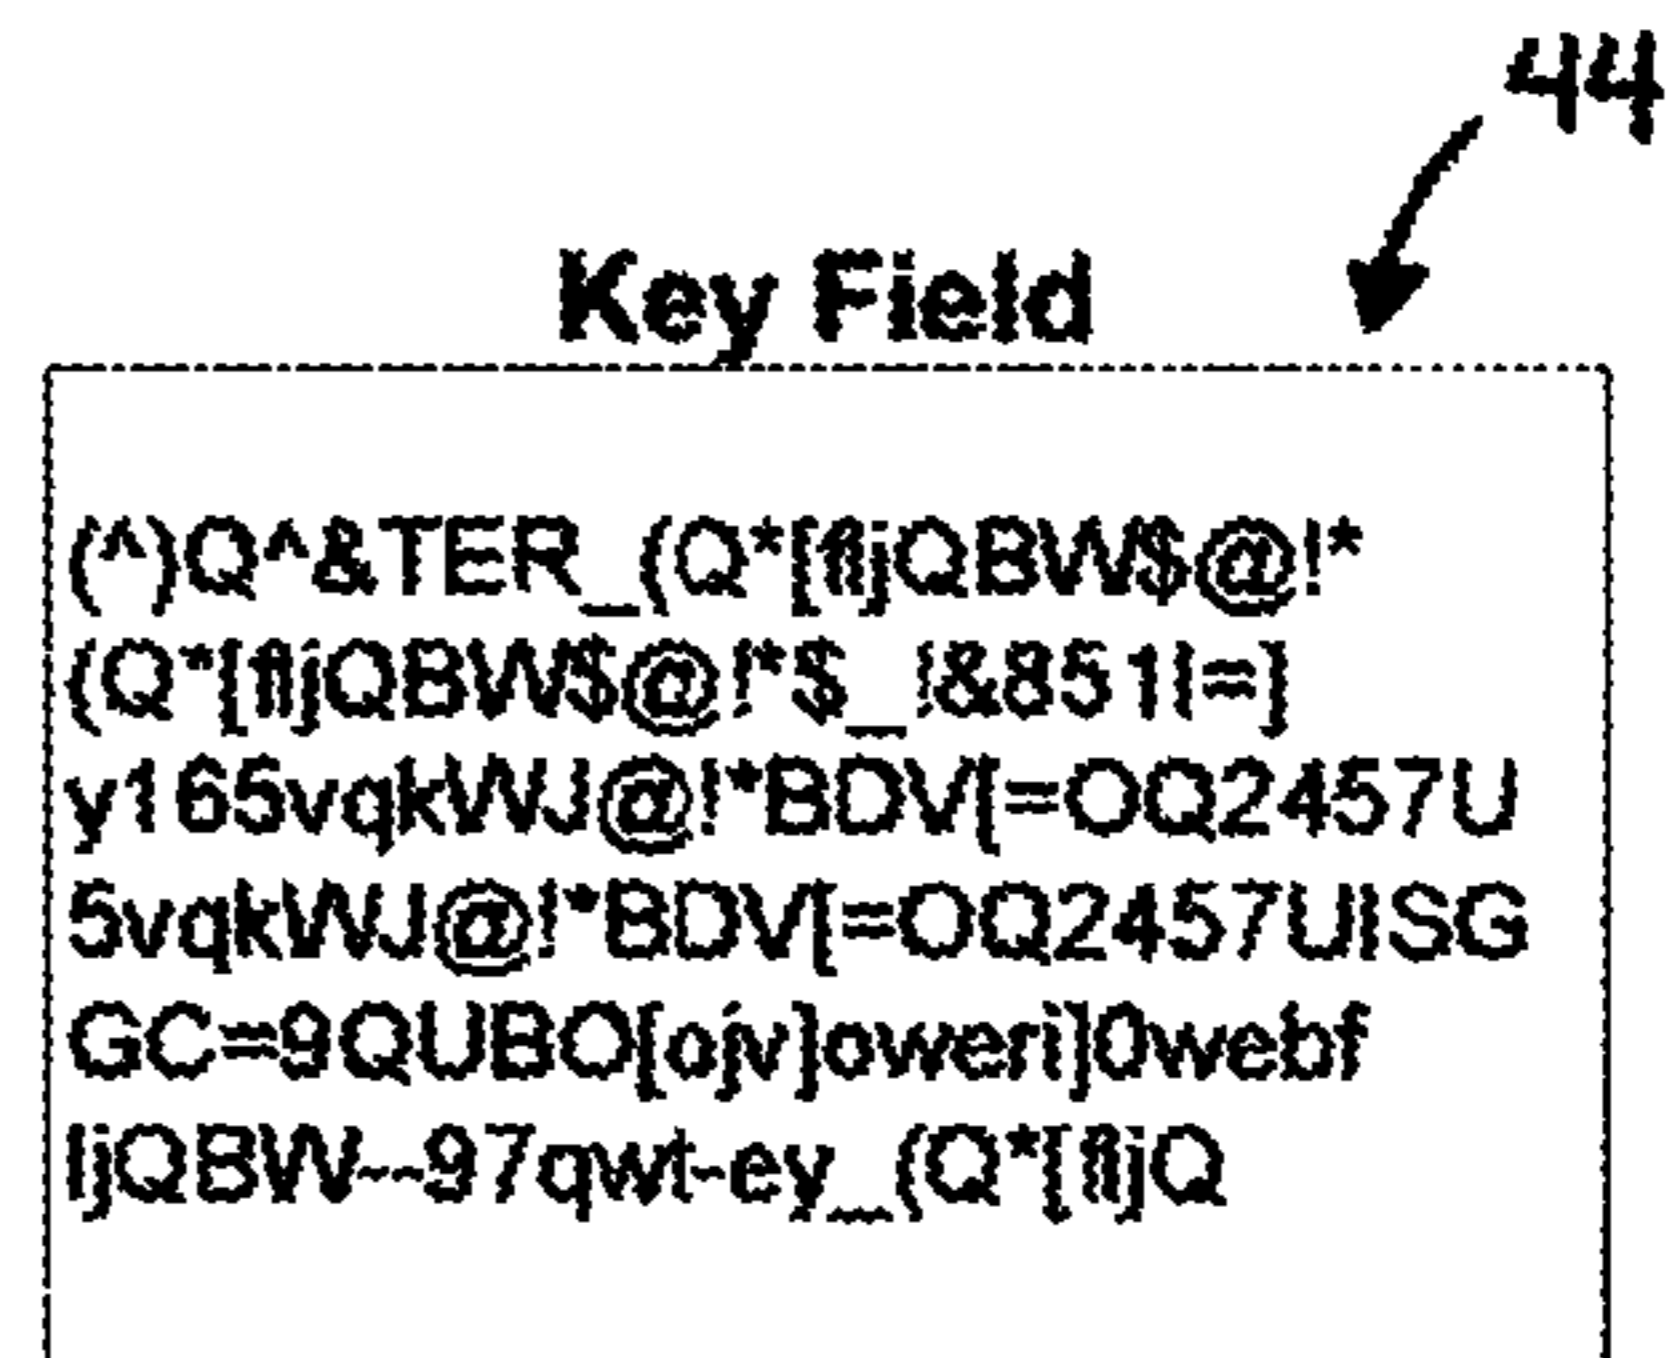 44
Key Field
(^)Q^&TER_(Q*[fljQBW$@!*
(Q*[fljQBW$@!*$_!&851l=]
y165vqkWJ@!*BDV[=OQ2457U
5vqkWJ@!*BDV[=OQ2457UISG
GC=9QUBO[ojv]oweri]0webf
ljQBW--97qwt-ey_(Q*[fljQ